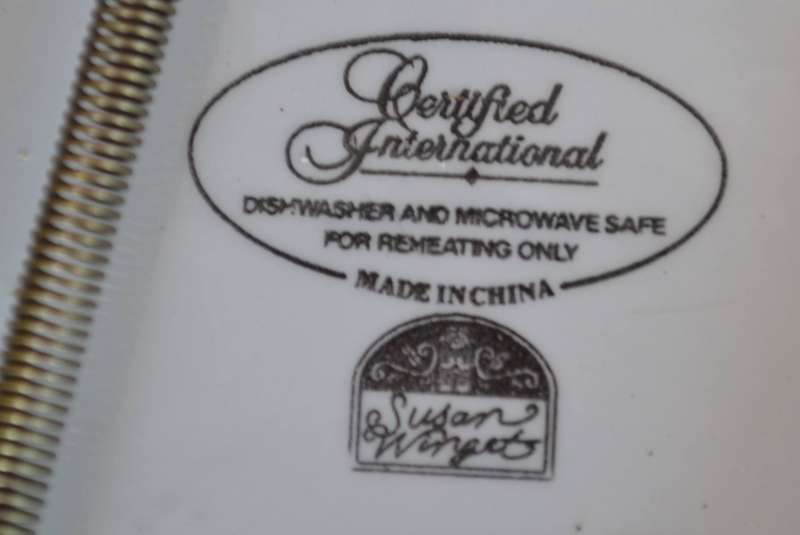 Certified
International
DISHWASHER AND MICROWAVE SAFE
FOR REHEATING ONLY
MADE IN CHINA
Susan
Winget